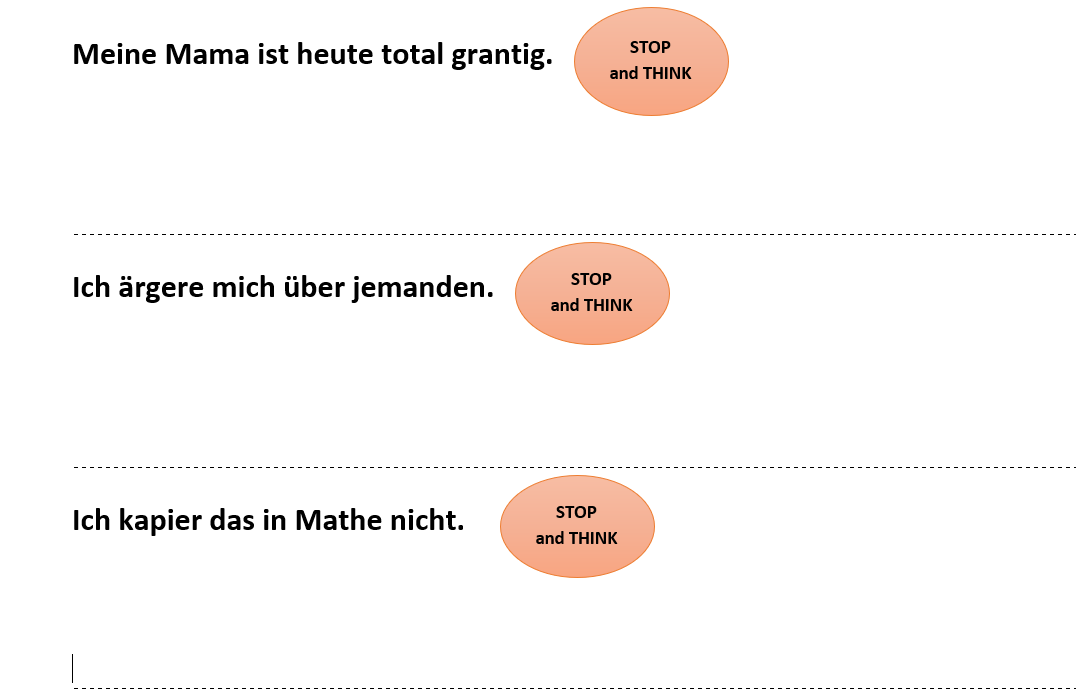 Meine Mama ist heute total grantig.
STOP
and THINK
Ich ärgere mich über jemanden.
STOP
and THINK
Ich kapier das in Mathe nicht.
STOP
and THINK